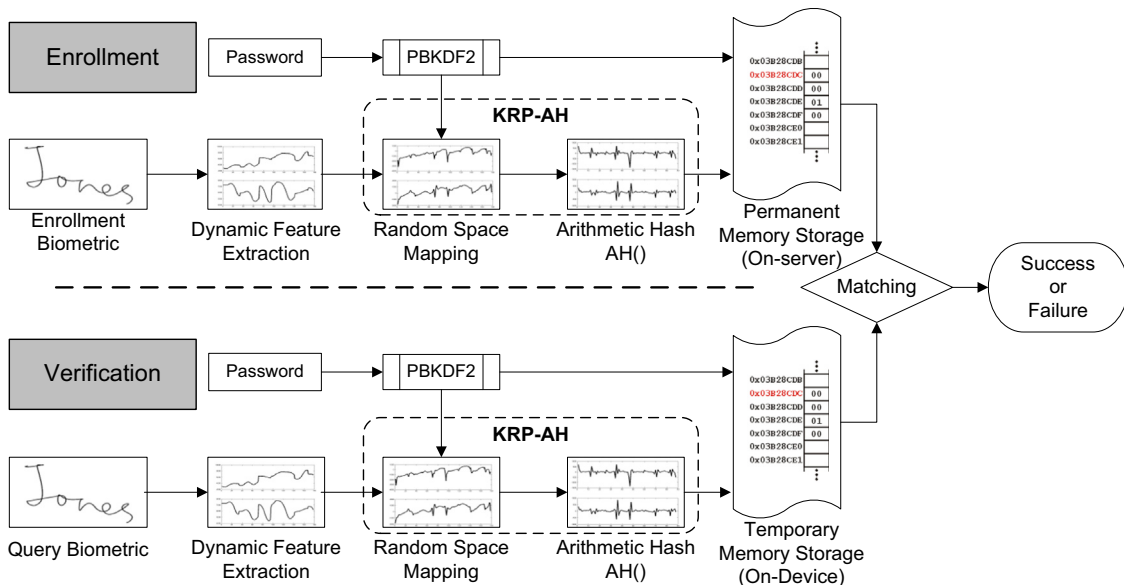 Enrollment
Password
PBKDF2
KRP-AH
Jones
Enrollment
Biometric
Dynamic Feature
Extraction
Random Space
Mapping
Arithmetic Hash
AH()
0x03B28CDB
0x03B28CDC 00
0x03B28CDD 00
0x03B28CDE 01
0x03B28CDF 00
0x03B28CE0
0x03B28CE1
Permanent
Memory Storage
(On-server)
Matching
Success
or
Failure
Verification
Password
PBKDF2
KRP-AH
Jones
Query Biometric
Dynamic Feature
Extraction
Random Space
Mapping
Arithmetic Hash
AH()
0x03B28CDB
0x03B28CDC 00
0x03B28CDD 00
0x03B28CDE 01
0x03B28CDF 00
0x03B28CE0
0x03B28CE1
Temporary
Memory Storage
(On-Device)